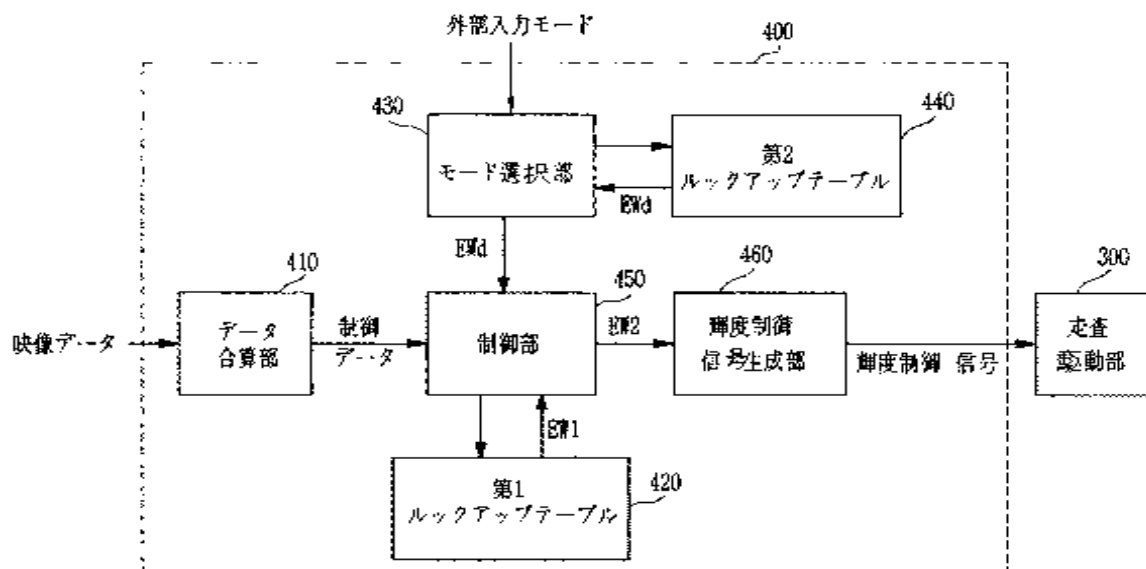 外部入力モード
400
430
440
モード選択部
第2
ルックアップテーブル
EWd
EWd
410
450
460
300
映像データ
データ
合算部
制御
データ
制御部
EW2
輝度制御
信号生成部
輝度制御 信号
走査
駆動部
EW1
第1
ルックアップテーブル
420